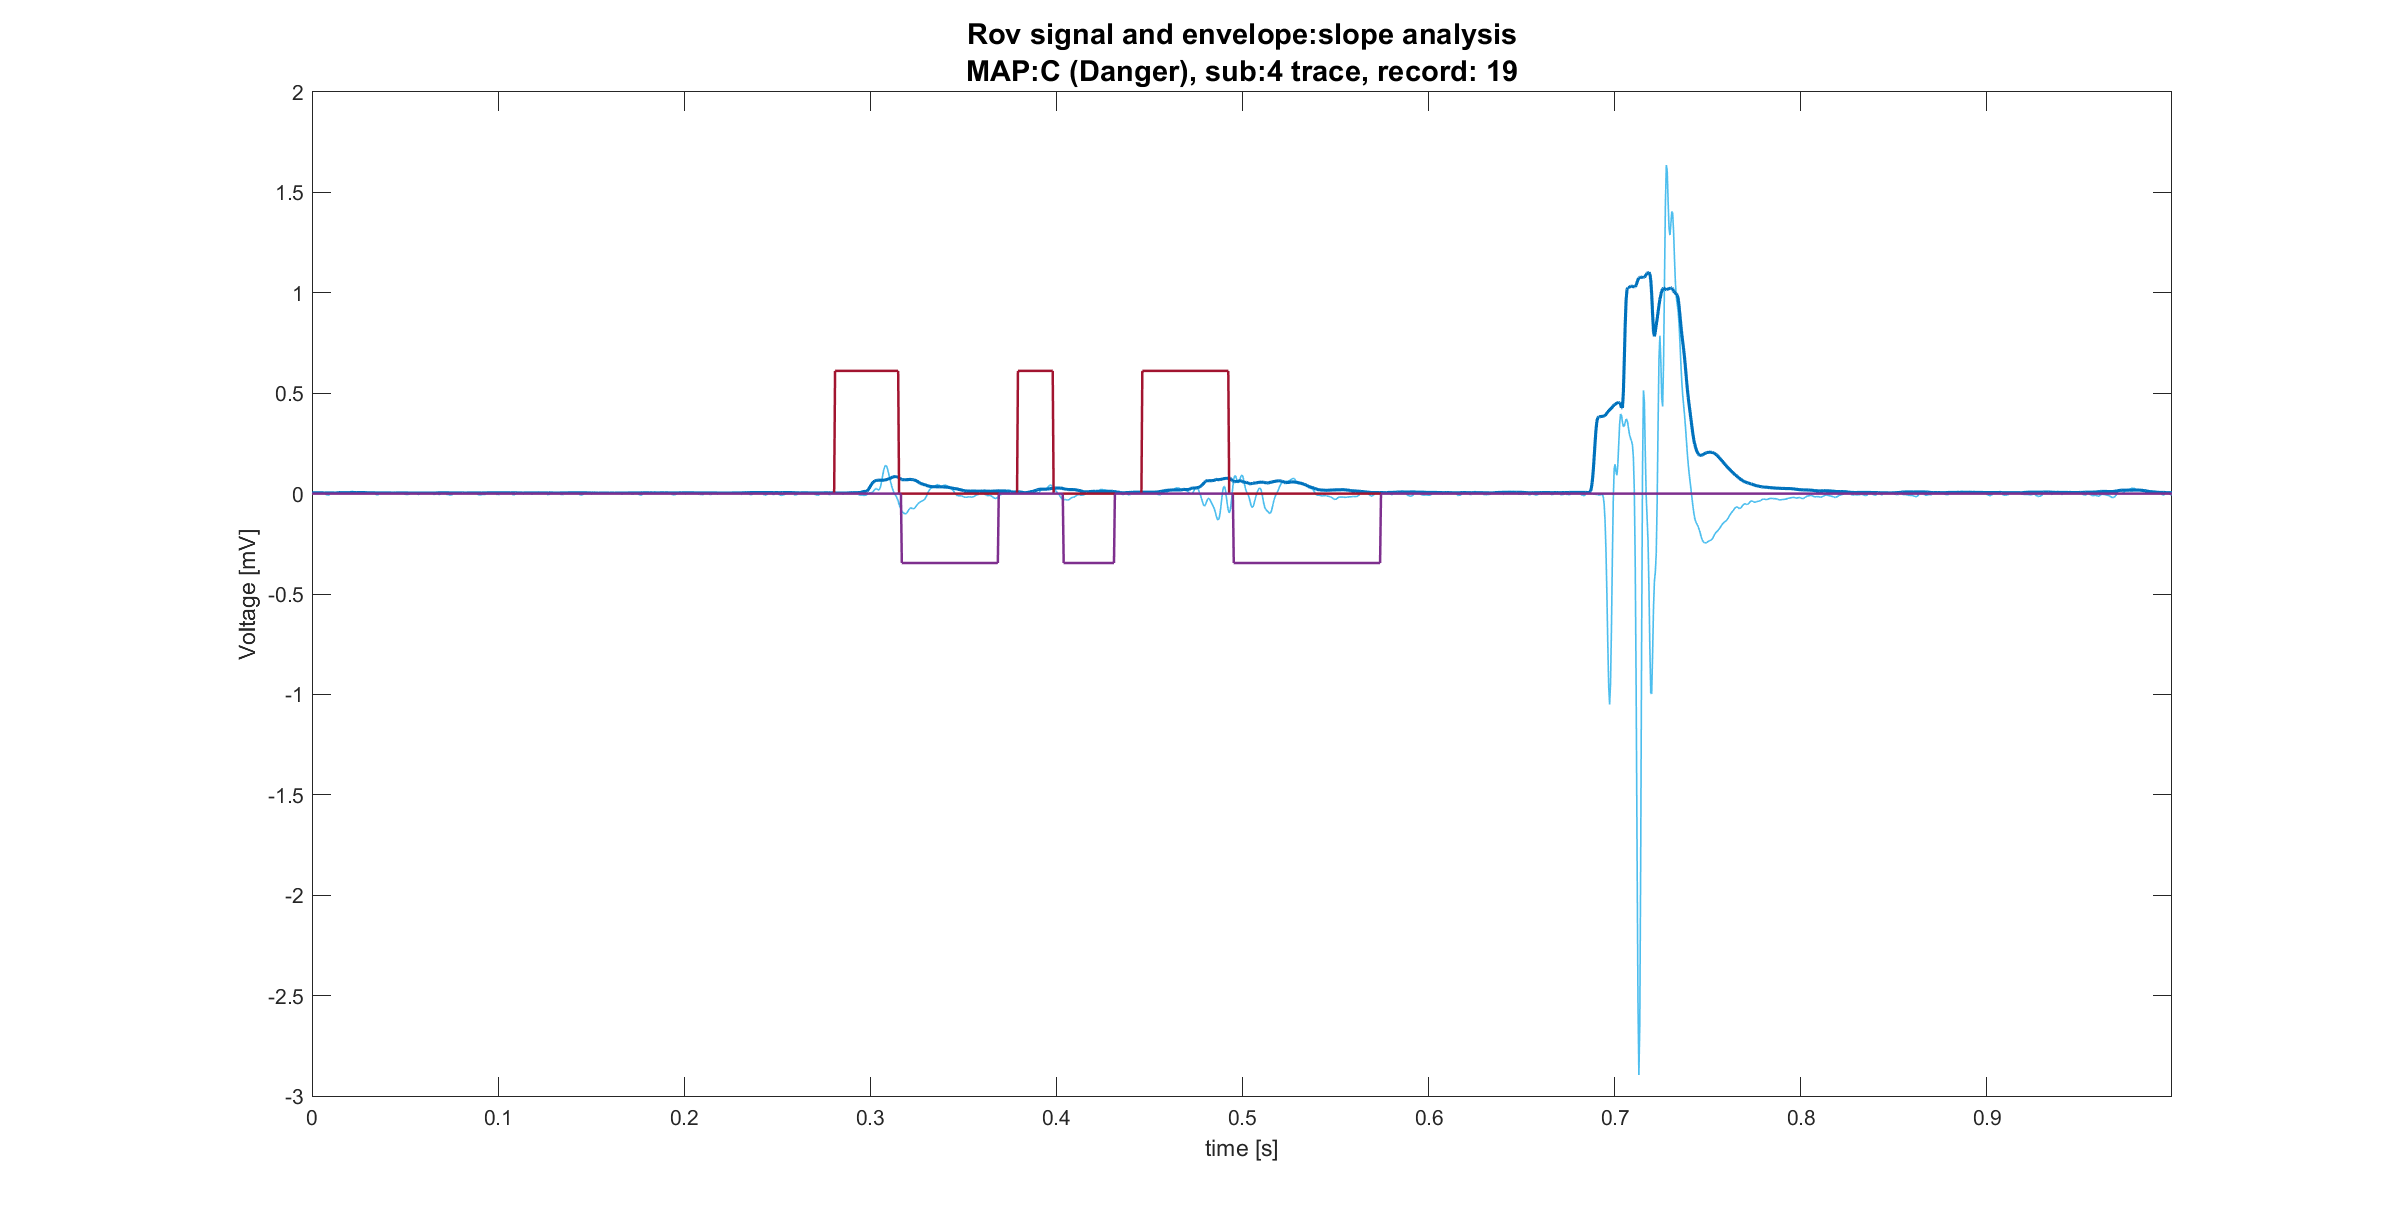 Rov signal and envelope:slope analysis
MAP:C (Danger), sub:4 trace, record: 19
2
1.5
1
0.5
0
-0.5
-1
-1.5
-2
-2.5
-3
Voltage [mV]
0 0.1 0.2 0.3 0.4 0.5 0.6 0.7 0.8 0.9
time [s]